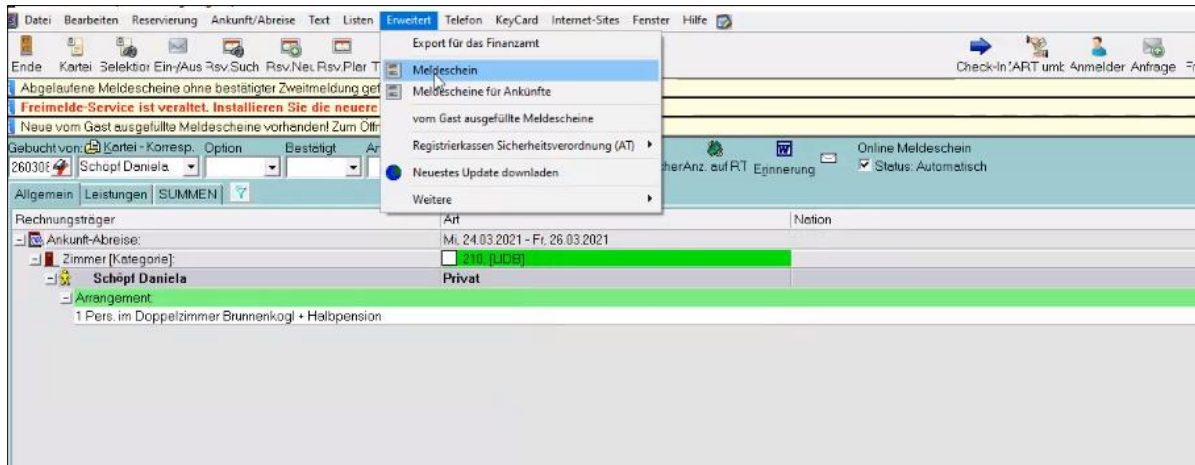 Datei Bearbeiten Reservierung Ankunft/Abreise Text Listen Erweitert Telefon KeyCard Internet-Sites Fenster Hilfe
Export für das Finanzamt
Ende Kartei Selektion Ein-/Aus Rsv.Such Rsv.Neu Rsv.Plan
Meldeschein
Check-In ART umb Anmelder Anfrage
Abgelaufene Meldescheine ohne bestätigter Zweitmeldung
Meldescheine für Ankünfte
Freimelde-Service ist veraltet. Installieren Sie die neuere
vom Gast ausgefüllte Meldescheine
Neue vom Gast ausgefüllte Meldescheine vorhanden! Zum
Gebucht von: Kartei - Korresp. Option Bestätigt
Registrierkassen Sicherheitsverordnung (AT)
Online Meldeschein
260308 Schöpf Daniela
Anz. auf RT Erinnerung
Status: Automatisch
Neuestes Update downladen
Allgemein Leistungen SUMMEN
Weitere
Rechnungsträger Art Nation
Ankunft-Abreise: Mi. 24.03.2021 - Fr. 26.03.2021
Zimmer [Kategorie]: 210, [LIDB]
Schöpf Daniela Privat
Arrangement:
1 Pers. im Doppelzimmer Brunnenkogl + Halbpension